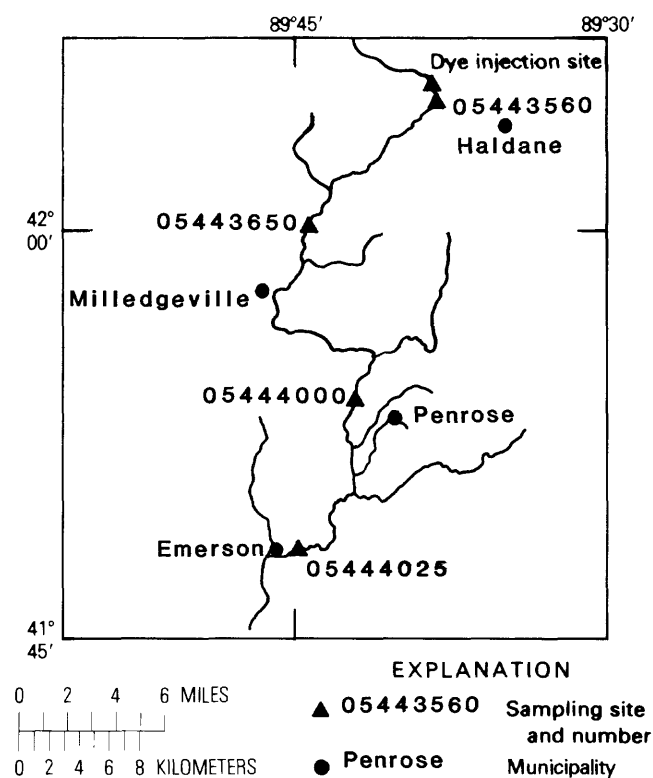 89°45'
89°30'
Dye injection site
05443560
Haldane
05443650
42°
00'
Milledgeville
05444000
Penrose
Emerson
05444025
41°
45'
EXPLANATION
0 2 4 6 MILES
05443560 Sampling site
and number
0 2 4 6 8 KILOMETERS
Penrose Municipality